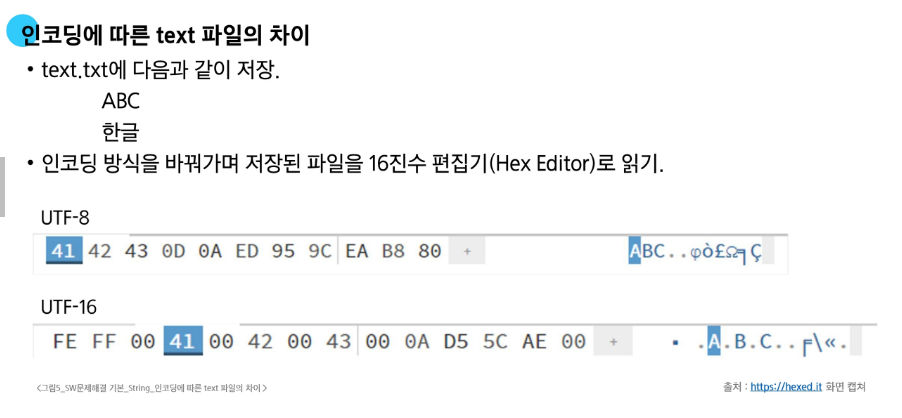 인코딩에 따른 text 파일의 차이
• text.txt에 다음과 같이 저장.
ABC
한글
• 인코딩 방식을 바꿔가며 저장된 파일을 16진수 편집기(Hex Editor)로 읽기.
UTF-8
41 42 43 0D 0A ED 95 9C EA B8 80 + ABC..φò£Ω╕Ç
UTF-16
FE FF 00 41 00 42 00 43 00 0A D5 5C AE 00 + ▪ .A.B.C..╒\«.
<그림5_SW문제해결 기본_String_인코딩에 따른 text 파일의 차이>
출처 : https://hexed.it 화면 캡쳐